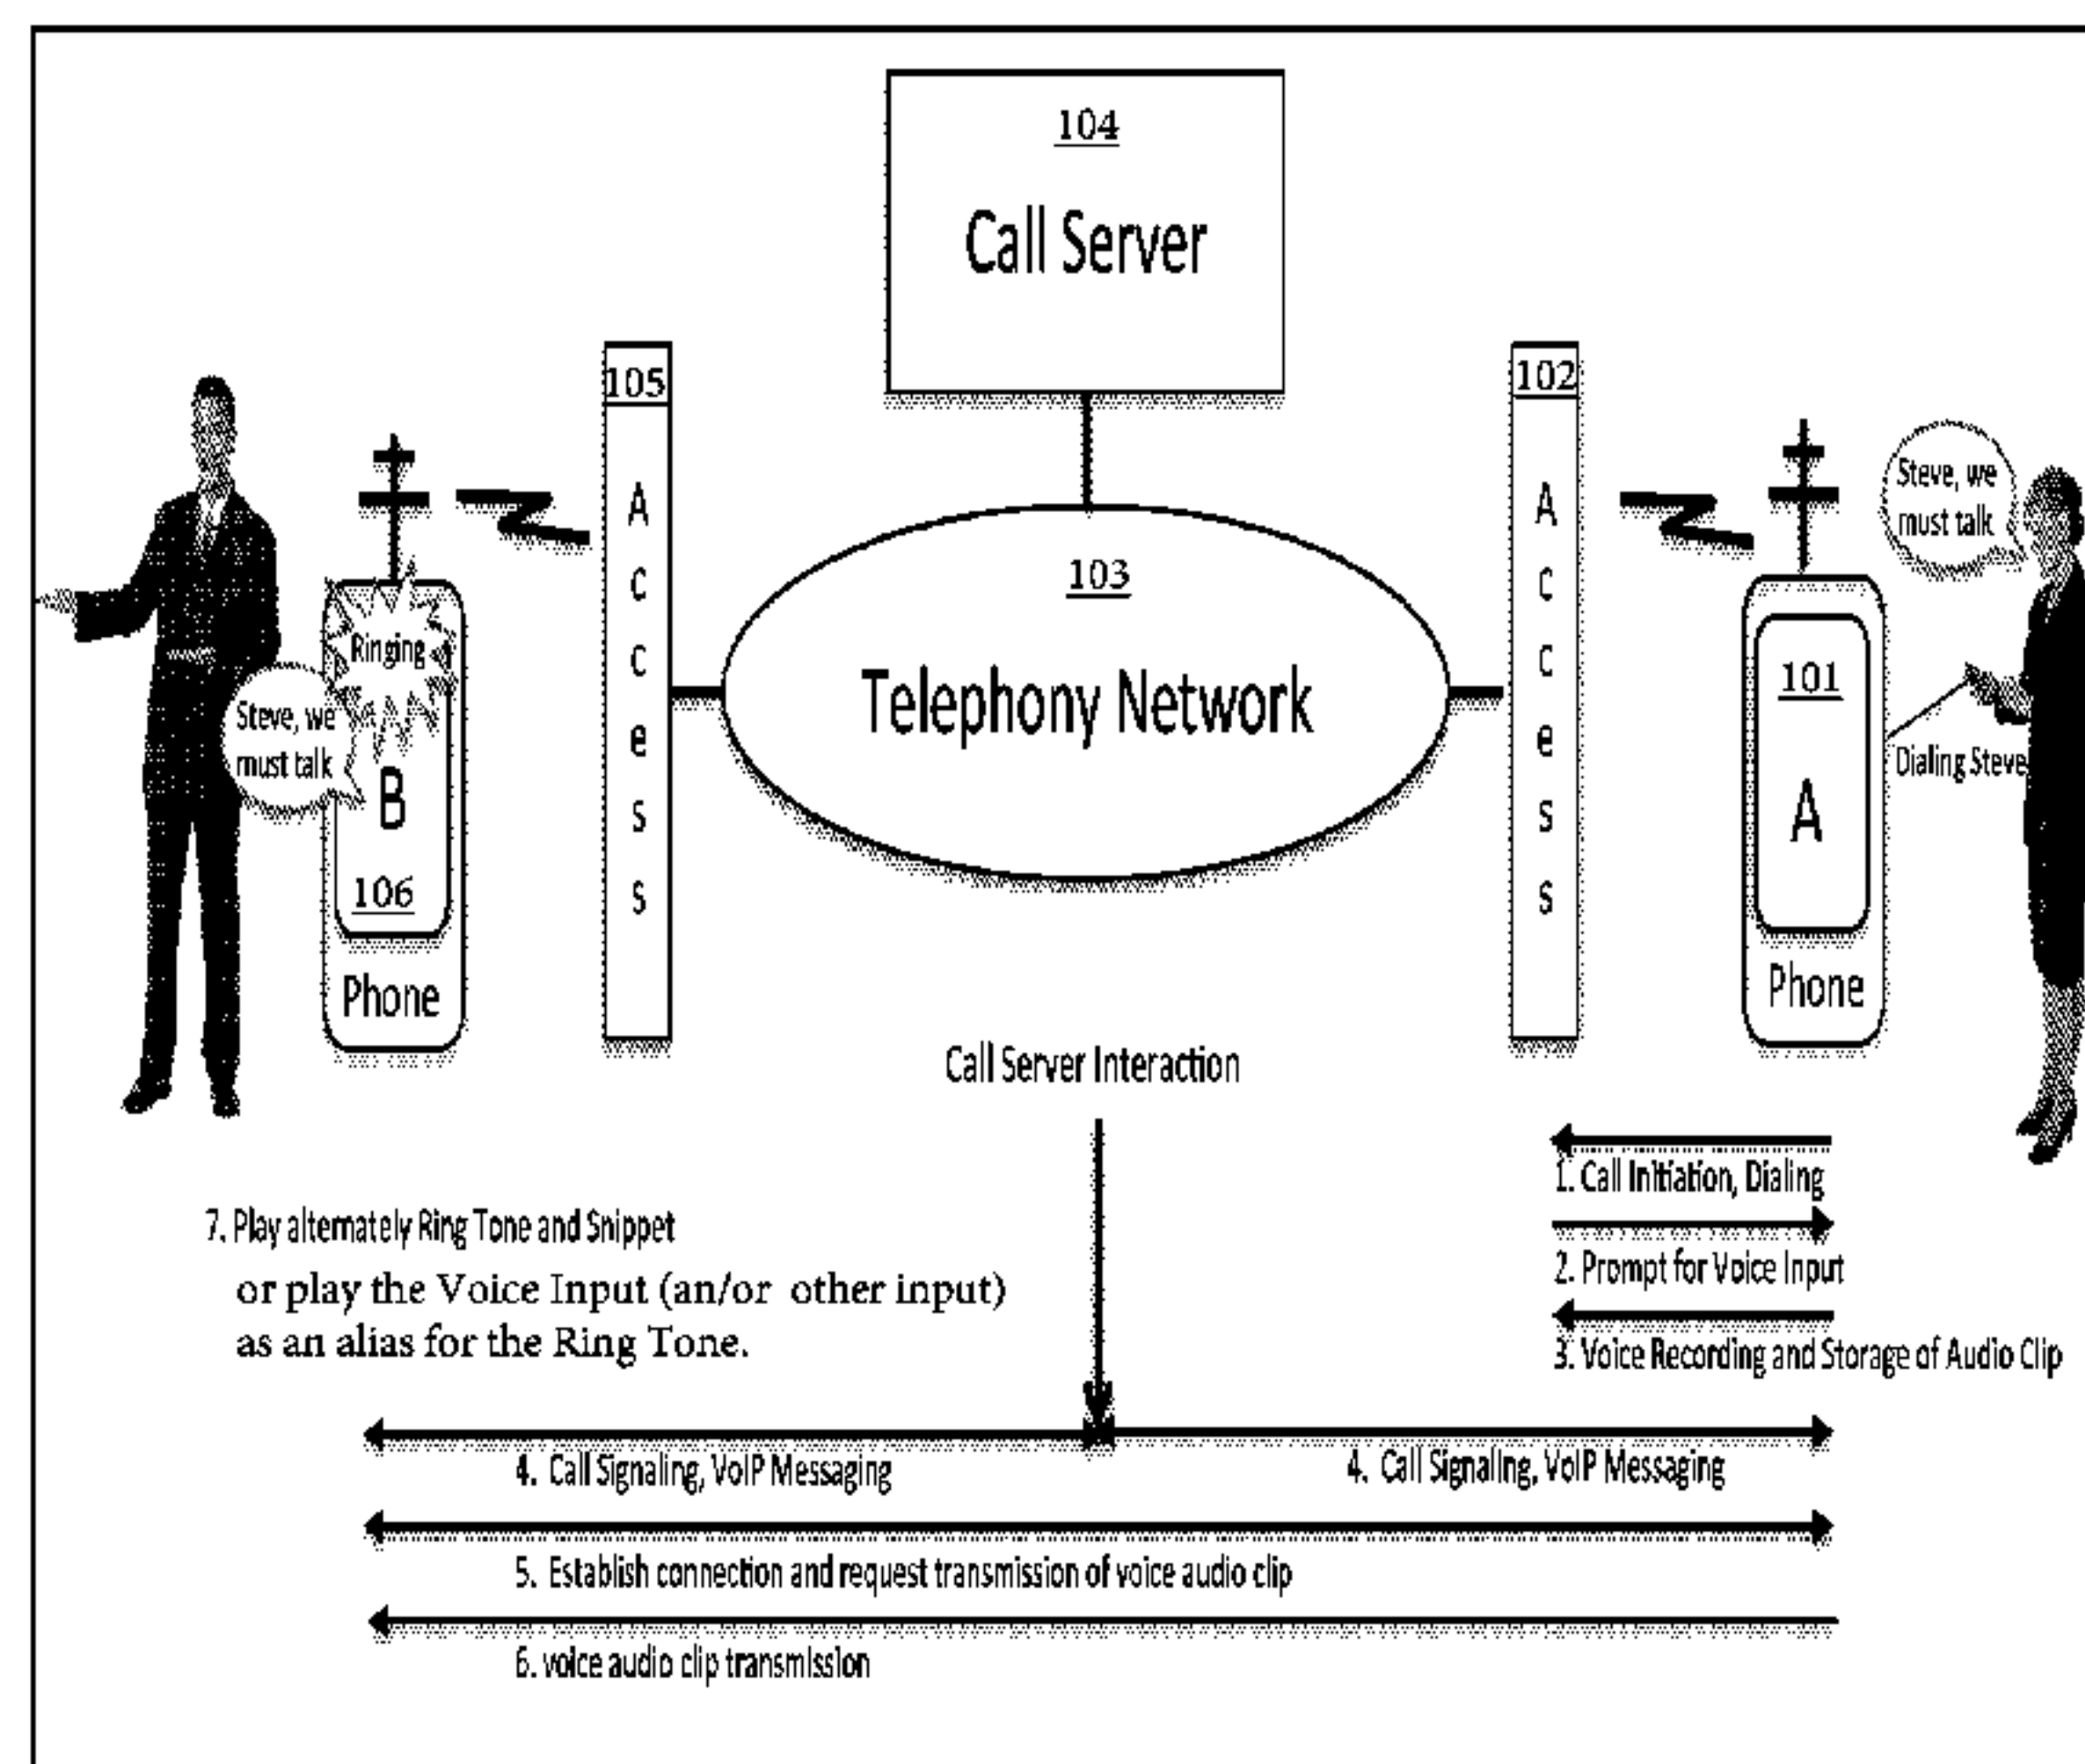 104
Call Server
105
102
Access
Access
103
Telephony Network
Steve, we
must talk
Ringing
Steve, we
must talk
B
106
Phone
101
A
Phone
Dialing Steve
Call Server Interaction
1. Call Initiation, Dialing
2. Prompt for Voice Input
3. Voice Recording and Storage of Audio Clip
7. Play alternately Ring Tone and Snippet
or play the Voice Input (an/or other input)
as an alias for the Ring Tone.
4. Call Signaling, VoIP Messaging
4. Call Signaling, VoIP Messaging
5. Establish connection and request transmission of voice audio clip
6. voice audio clip transmission